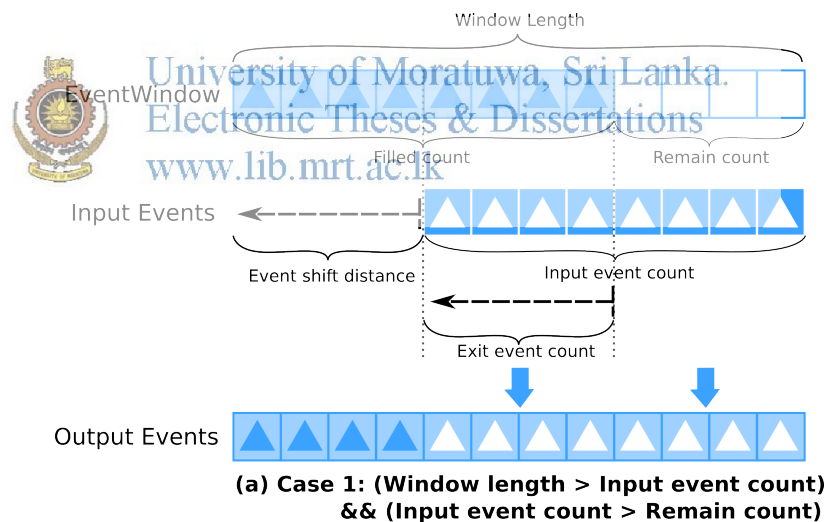 Window Length
University of Moratuwa, Sri Lanka.
EventWindow
Electronic Theses & Dissertations
Filled count
Remain count
www.lib.mrt.ac.lk
Input Events
Event shift distance
Input event count
Exit event count
Output Events
(a) Case 1: (Window length > Input event count)
&& (Input event count > Remain count)